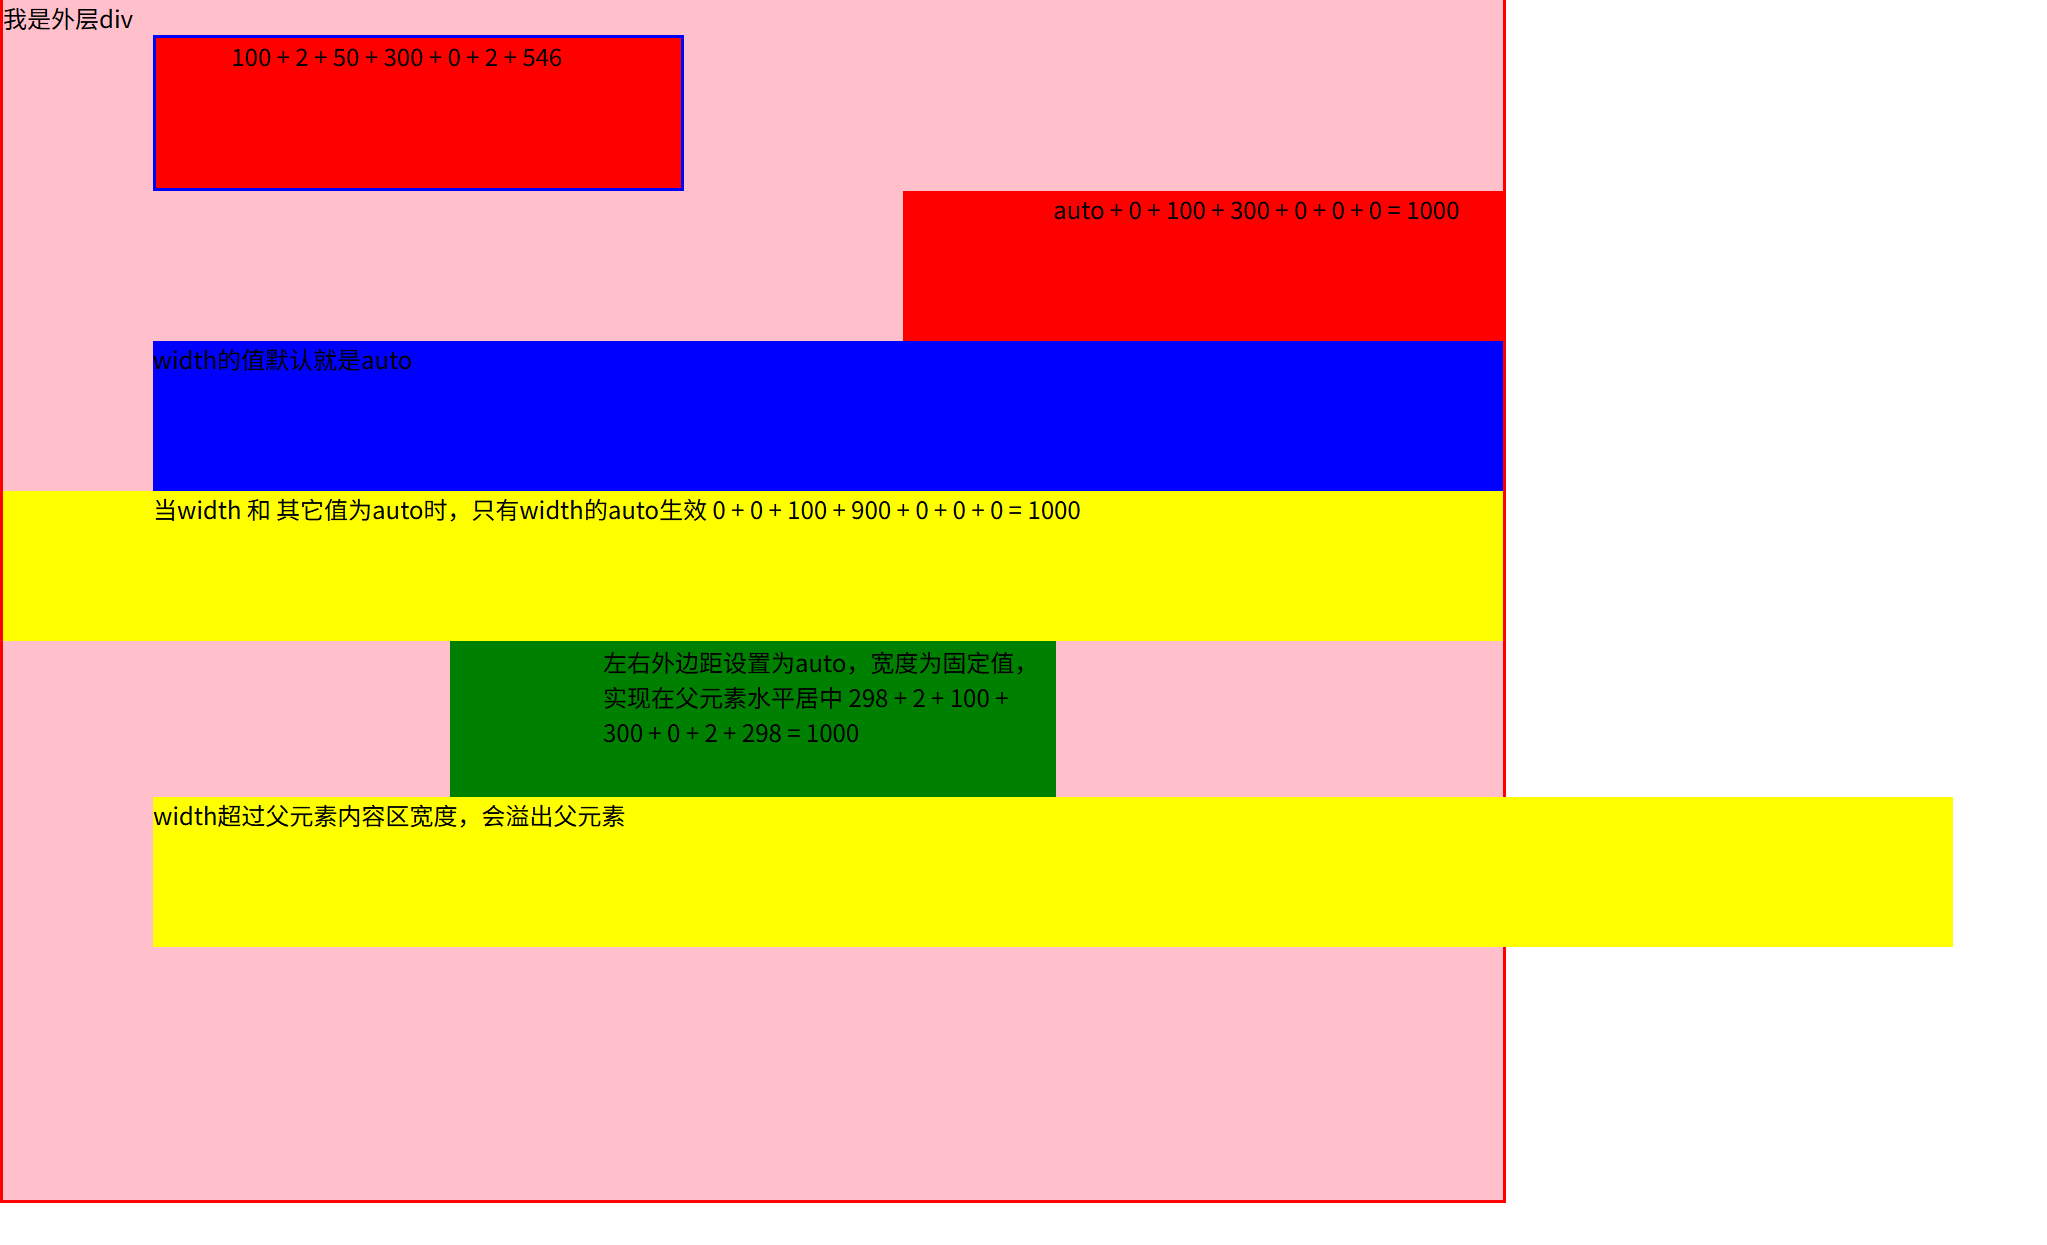 我是外层div
100 + 2 + 50 + 300 + 0 + 2 + 546
auto + 0 + 100 + 300 + 0 + 0 + 0 = 1000
width的值默认就是auto
当width 和 其它值为auto时，只有width的auto生效 0 + 0 + 100 + 900 + 0 + 0 + 0 = 1000
左右外边距设置为auto，宽度为固定值，
实现在父元素水平居中 298 + 2 + 100 +
300 + 0 + 2 + 298 = 1000
width超过父元素内容区宽度，会溢出父元素